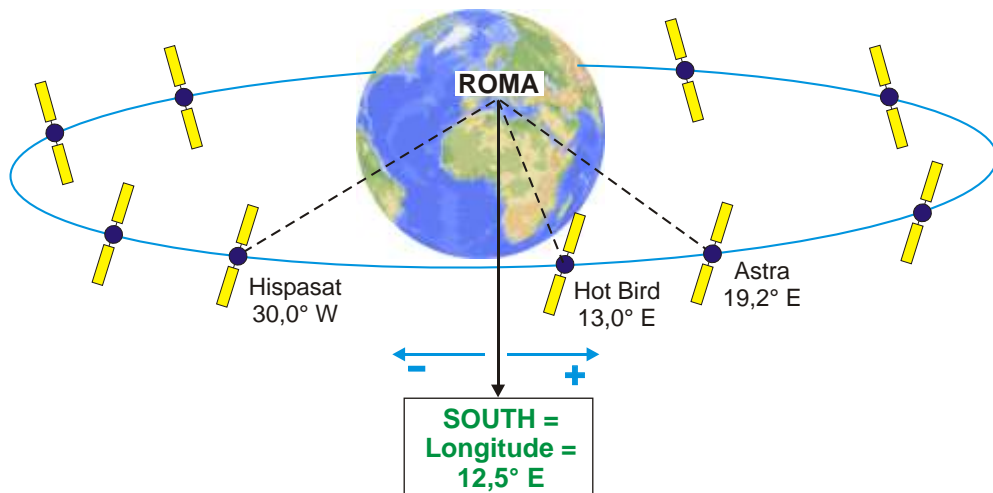 ROMA
Hispasat
30,0° W
Hot Bird
13,0° E
Astra
19,2° E
- +
SOUTH =
Longitude =
12,5° E